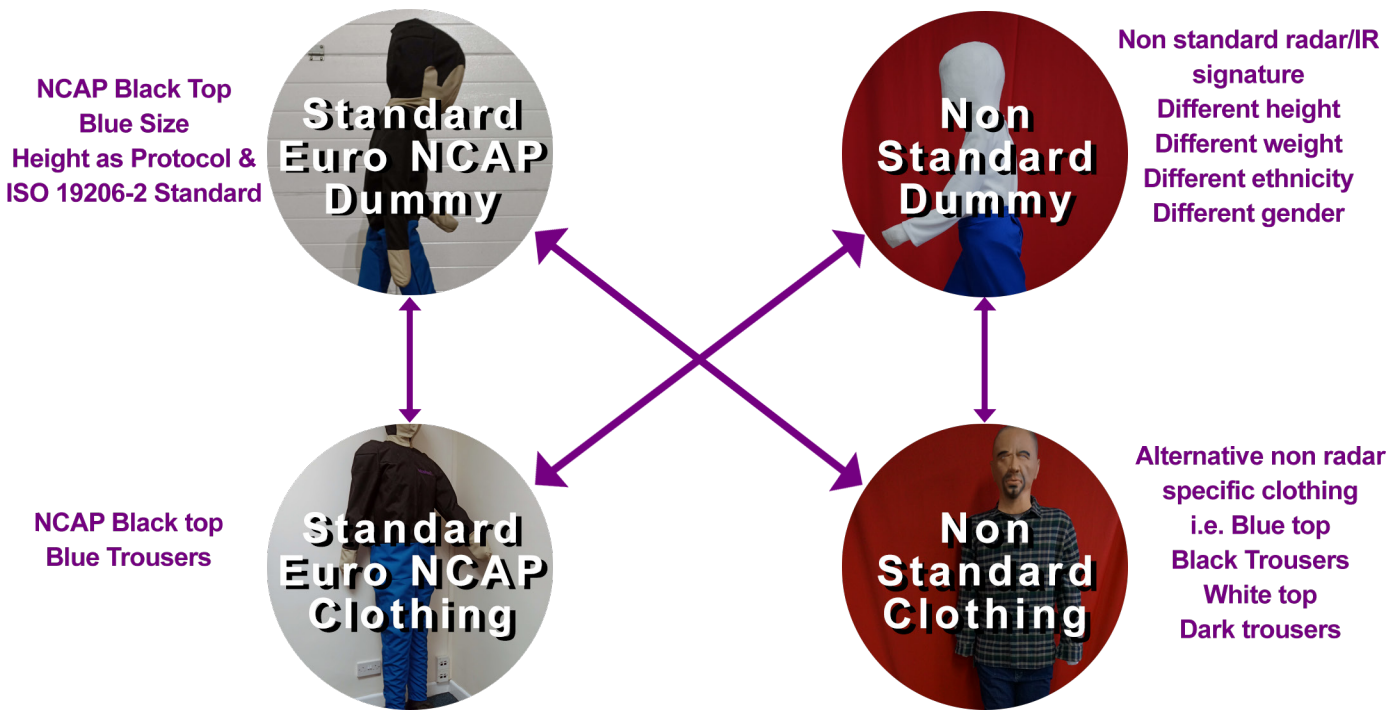 NCAP Black Top
Blue Size
Height as Protocol &
ISO 19206-2 Standard
Standard
Euro NCAP
Dummy
Non
Standard
Dummy
Non standard radar/IR
signature
Different height
Different weight
Different ethnicity
Different gender
NCAP Black top
Blue Trousers
Standard
Euro NCAP
Clothing
Non
Standard
Clothing
Alternative non radar
specific clothing
i.e. Blue top
Black Trousers
White top
Dark trousers